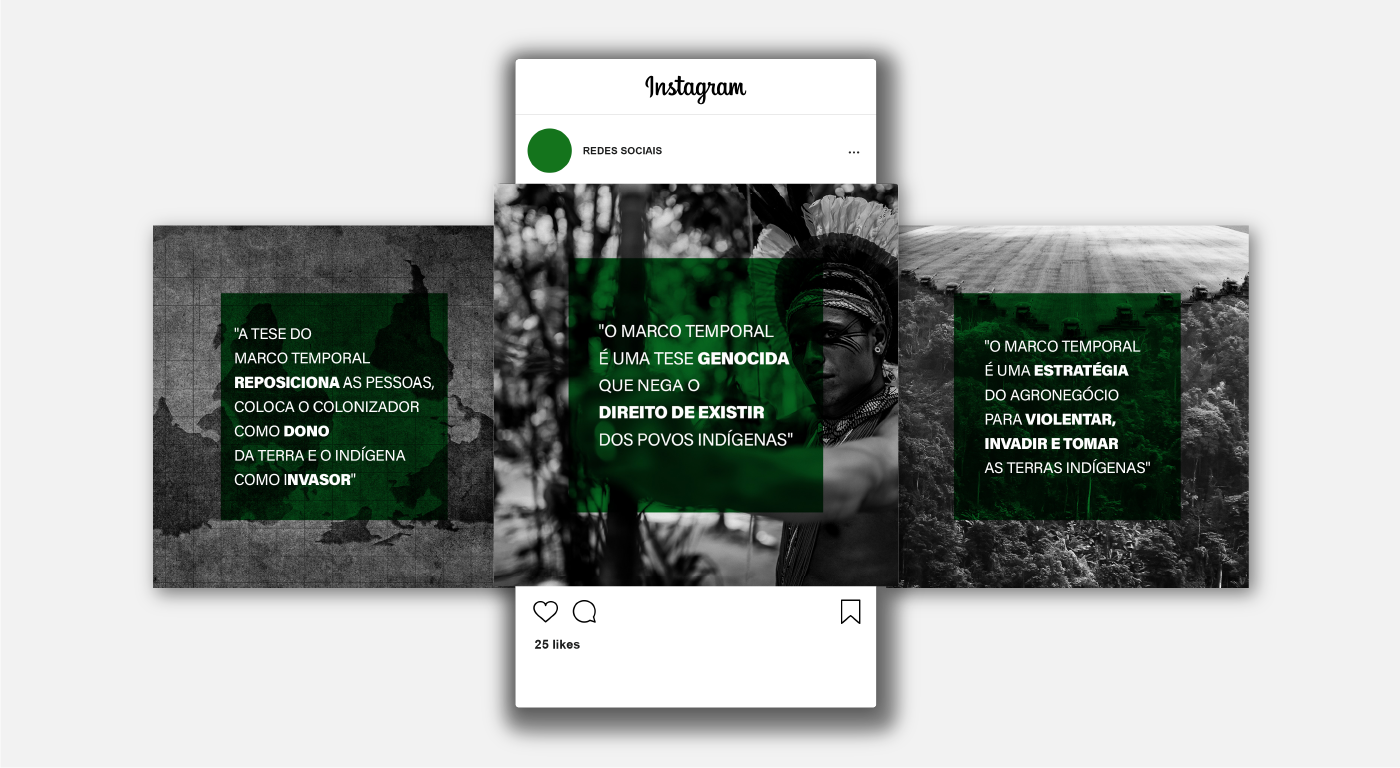 Instagram
REDES SOCIAIS
...
"A TESE DO
MARCO TEMPORAL
REPOSICIONA AS PESSOAS,
COLOCA O COLONIZADOR
COMO DONO
DA TERRA E O INDÍGENA
COMO INVASOR"
"O MARCO TEMPORAL
É UMA TESE GENOCIDA
QUE NEGA O
DIREITO DE EXISTIR
DOS POVOS INDÍGENAS"
"O MARCO TEMPORAL
É UMA ESTRATÉGIA
DO AGRONEGÓCIO
PARA VIOLENTAR,
INVADIR E TOMAR
AS TERRAS INDÍGENAS"
25 likes